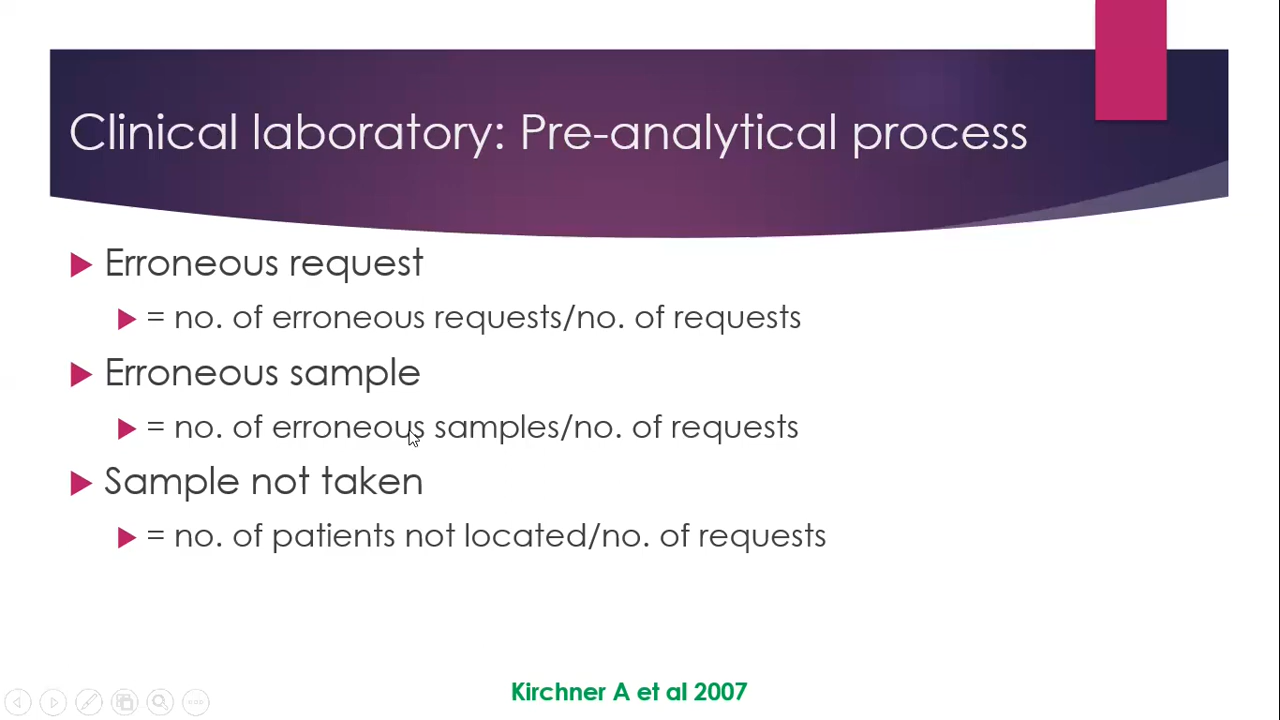 Clinical laboratory: Pre-analytical process
Erroneous request
= no. of erroneous requests/no. of requests
Erroneous sample
= no. of erroneous samples/no. of requests
Sample not taken
= no. of patients not located/no. of requests
Kirchner A et al 2007